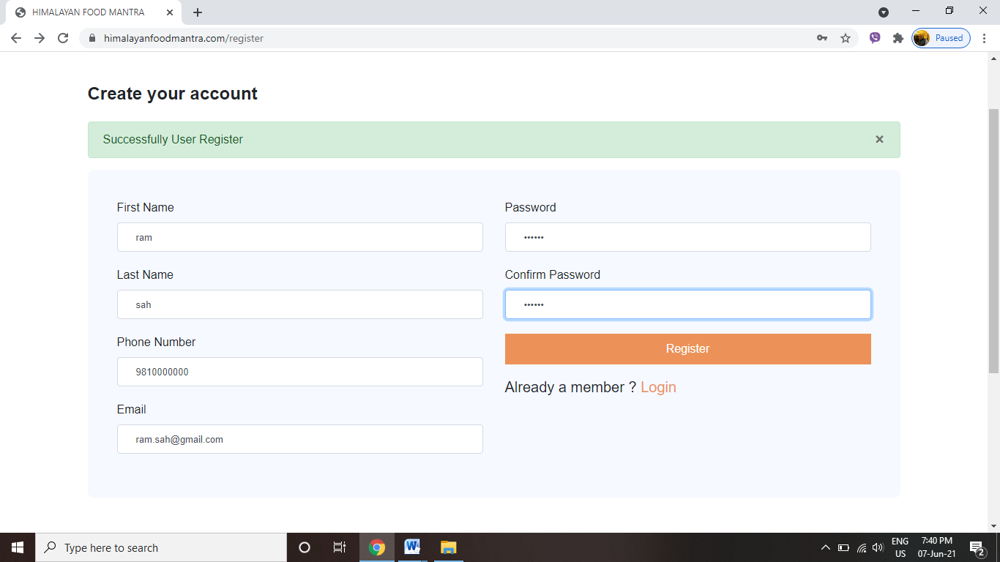 HIMALAYAN FOOD MANTRA
himalayanfoodmantra.com/register
Paused
Create your account
Successfully User Register
First Name
ram
Last Name
sah
Phone Number
9810000000
Email
ram.sah@gmail.com
Password
••••••
Confirm Password
••••••
Register
Already a member ? Login
Type here to search
ENG
US
7:40 PM
07-Jun-21
2